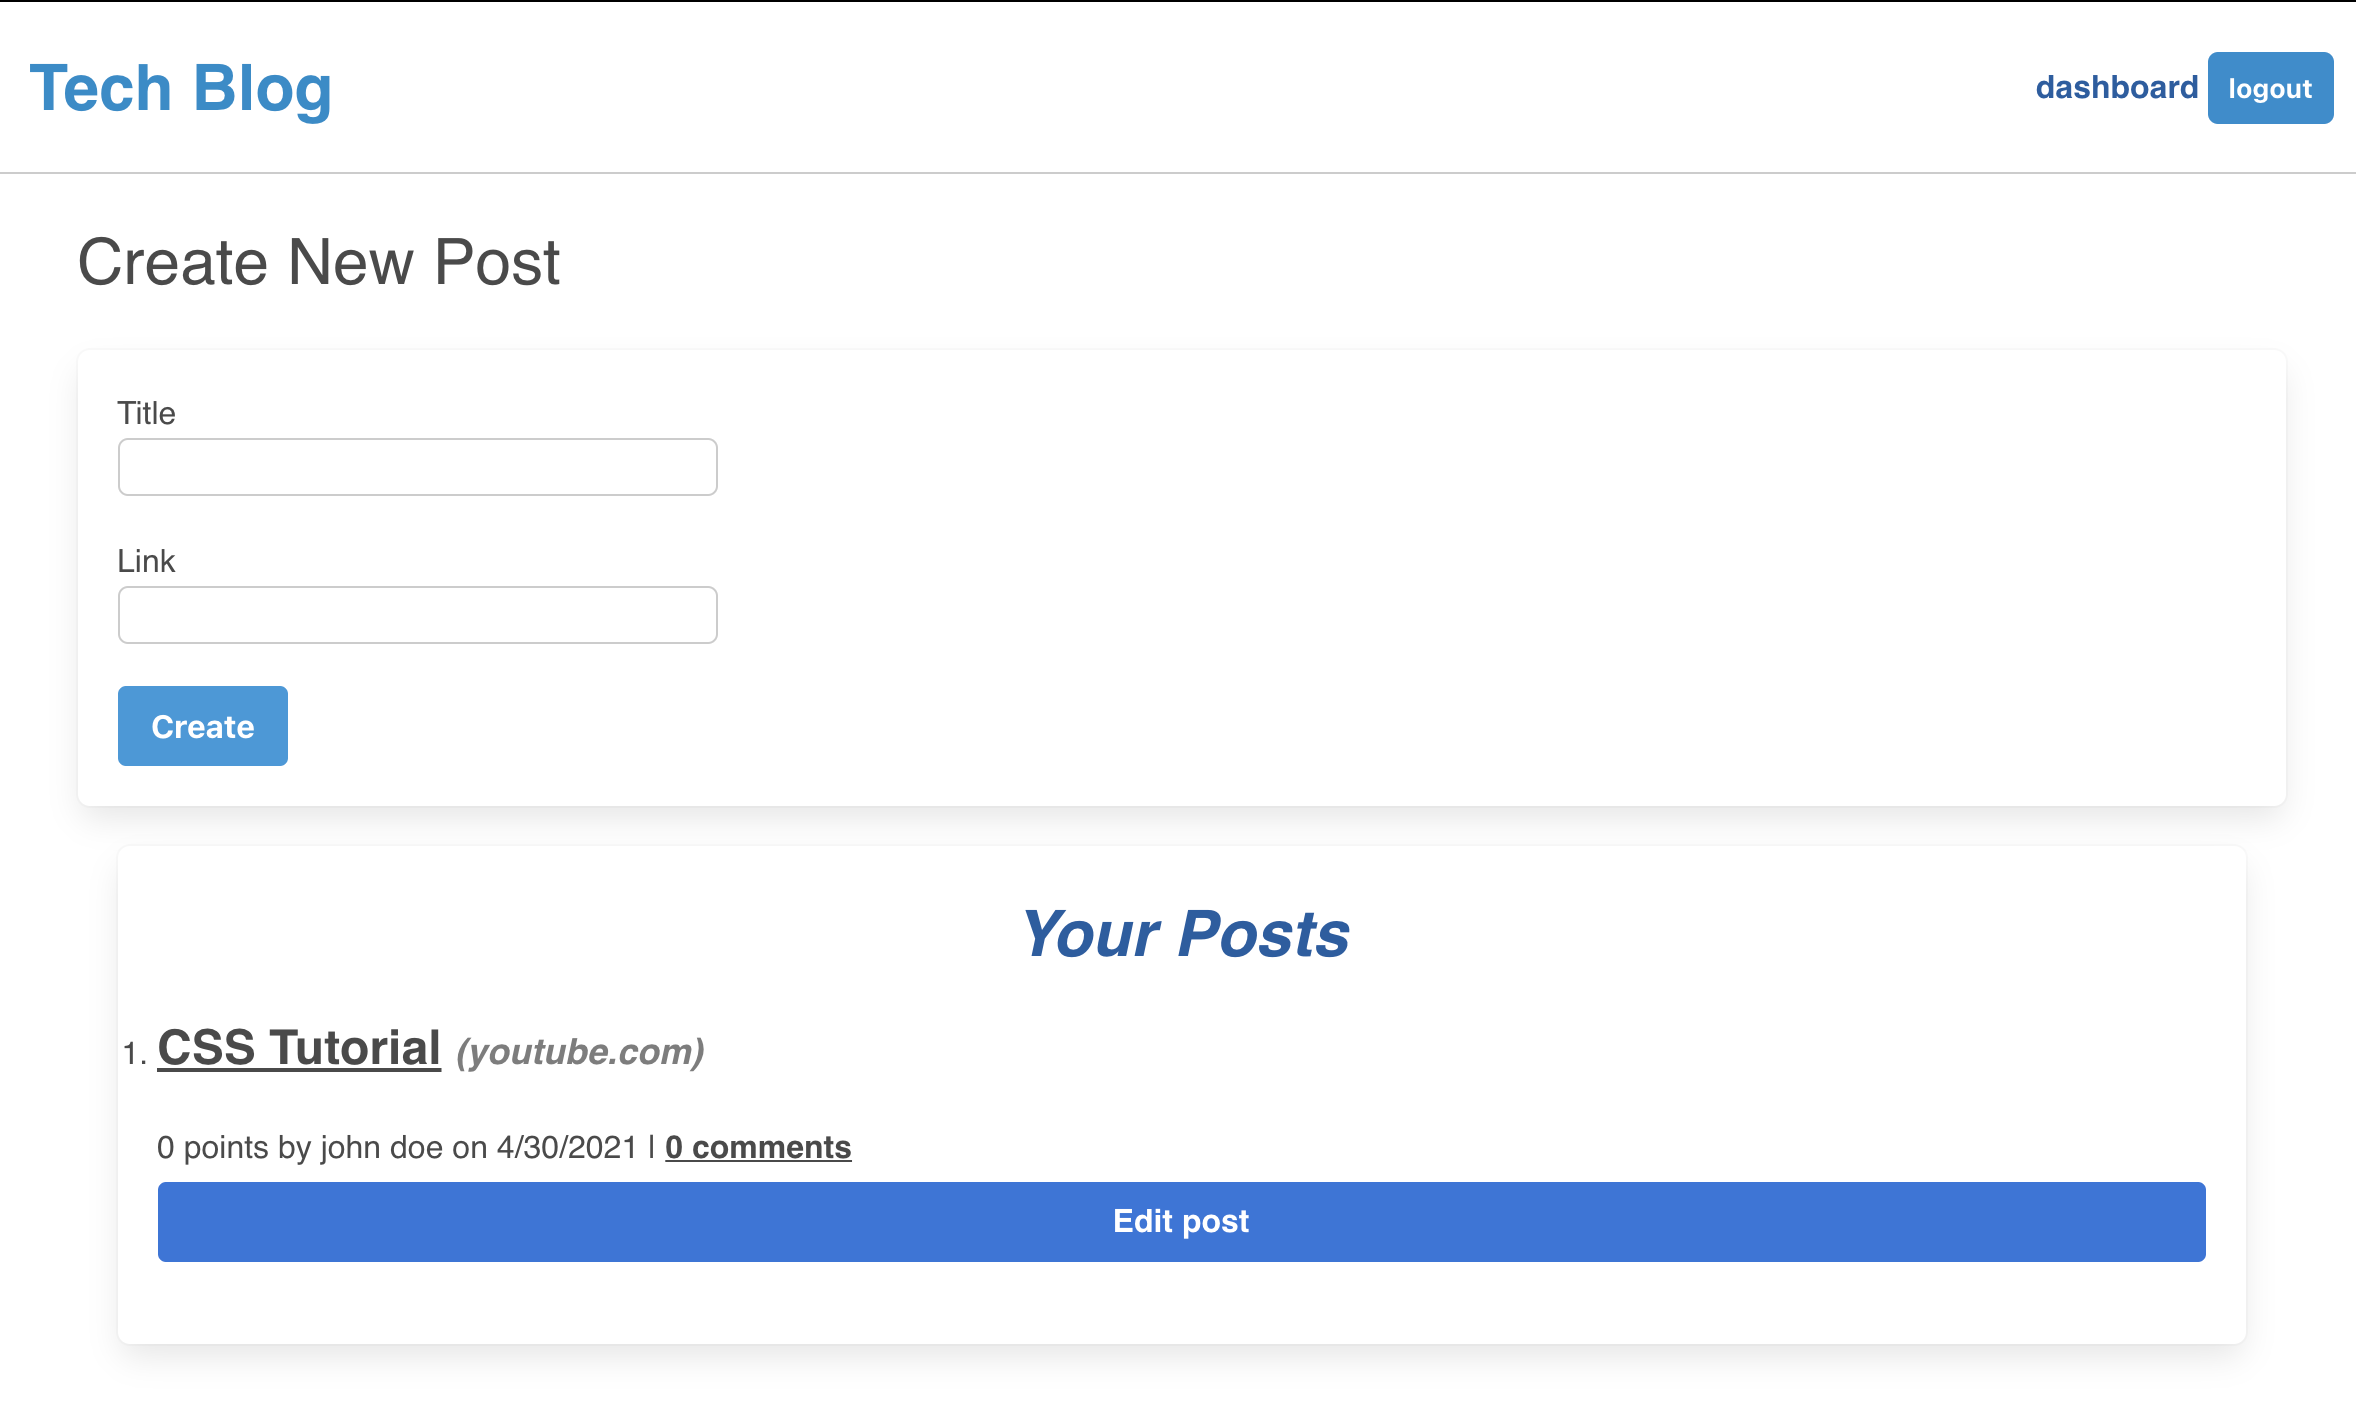 Tech Blog
dashboard logout
Create New Post
Title
Link
Create
Your Posts
1. CSS Tutorial (youtube.com)
0 points by john doe on 4/30/2021 | 0 comments
Edit post